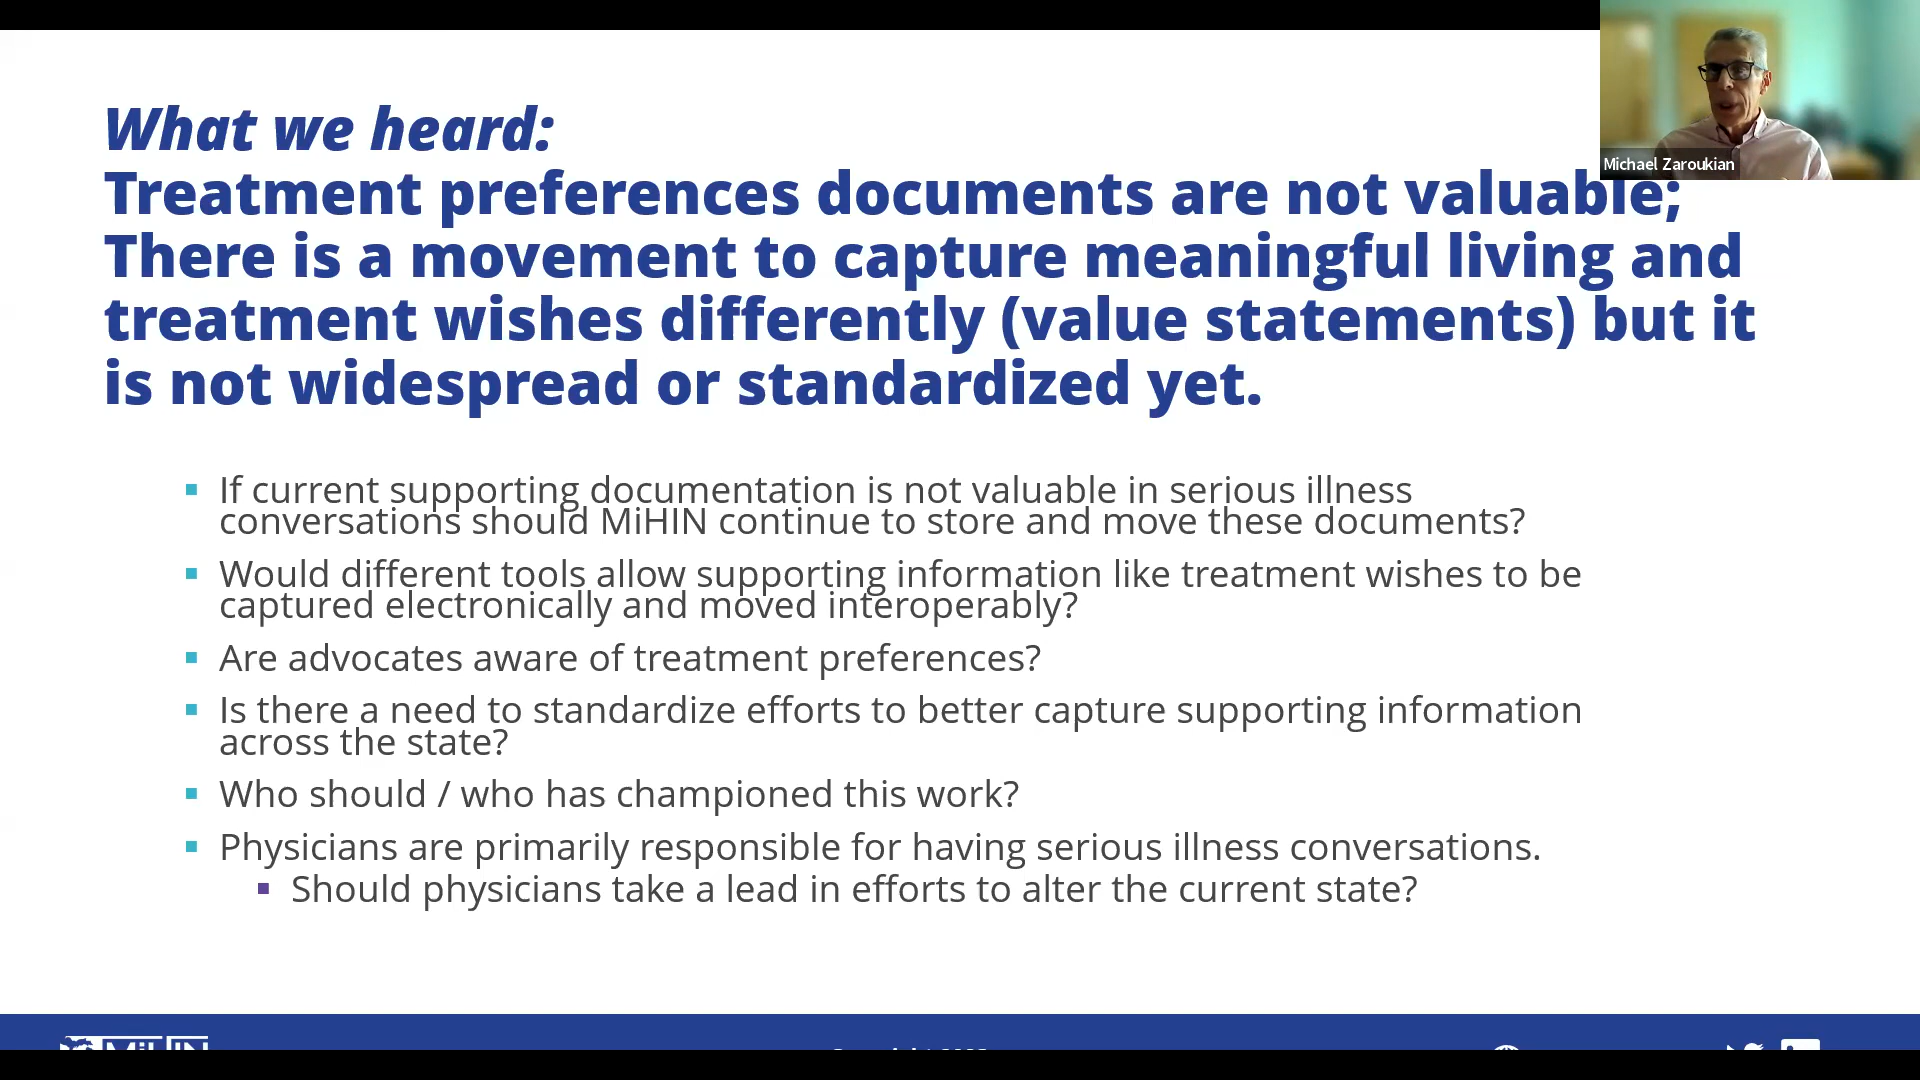 Michael Zaroukian
What we heard:
Treatment preferences documents are not valuable;
There is a movement to capture meaningful living and
treatment wishes differently (value statements) but it
is not widespread or standardized yet.
If current supporting documentation is not valuable in serious illness
conversations should MiHIN continue to store and move these documents?
Would different tools allow supporting information like treatment wishes to be
captured electronically and moved interoperably?
Are advocates aware of treatment preferences?
Is there a need to standardize efforts to better capture supporting information
across the state?
Who should / who has championed this work?
Physicians are primarily responsible for having serious illness conversations.
Should physicians take a lead in efforts to alter the current state?
MiHIN